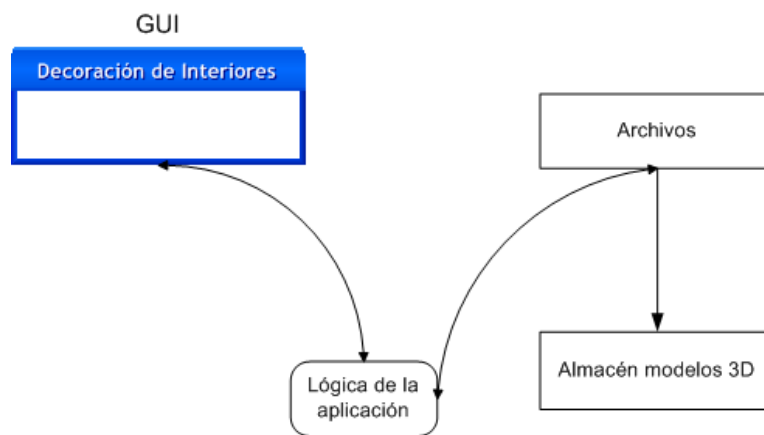 GUI
Decoración de Interiores
Archivos
Almacén modelos 3D
Lógica de la
aplicación